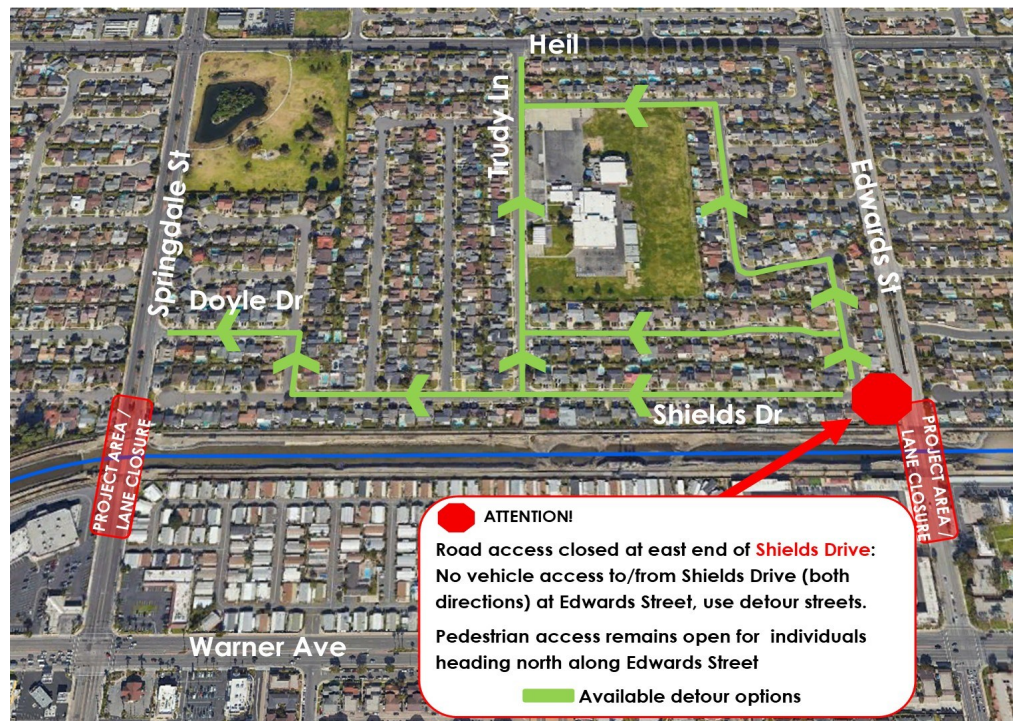 Heil
Trudy Ln
Springdale St
Edwards St
Doyle Dr
Shields Dr
PROJECT AREA /
LANE CLOSURE
PROJECT AREA /
LANE CLOSURE
ATTENTION!
Road access closed at east end of Shields Drive:
No vehicle access to/from Shields Drive (both
directions) at Edwards Street, use detour streets.
Pedestrian access remains open for individuals
heading north along Edwards Street
Available detour options
Warner Ave